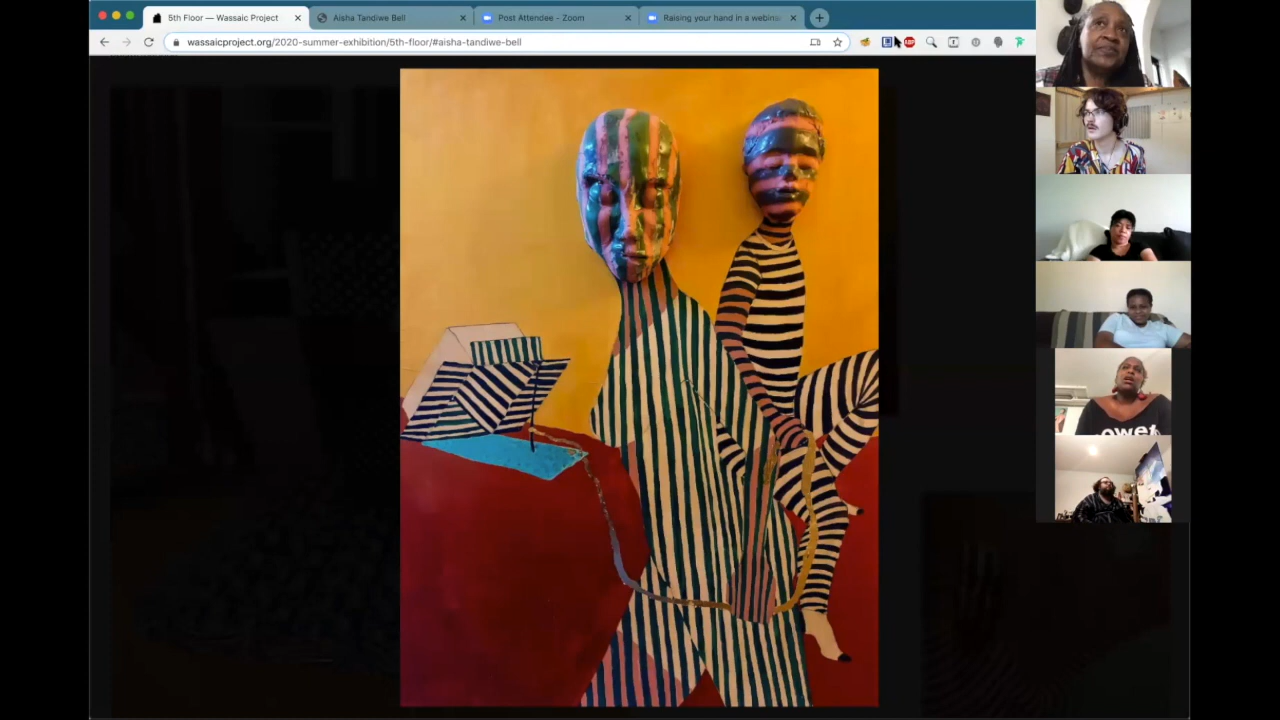 5th Floor — Wassaic Project
Aisha Tandiwe Bell
Post Attendee - Zoom
Raising your hand in a webina
wassaicproject.org/2020-summer-exhibition/5th-floor/#aisha-tandiwe-bell
ABP